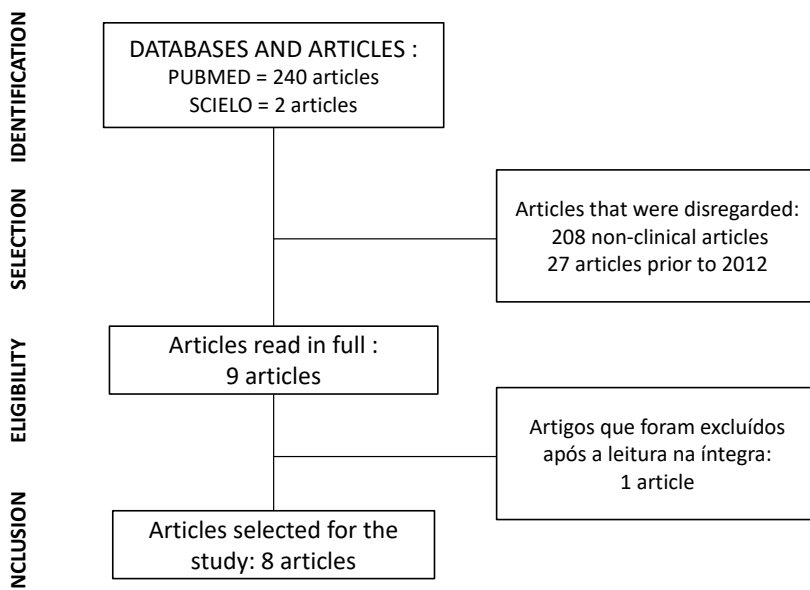 IDENTIFICATION
DATABASES AND ARTICLES :
PUBMED = 240 articles
SCIELO = 2 articles
SELECTION
Articles that were disregarded:
208 non-clinical articles
27 articles prior to 2012
ELIGIBILITY
Articles read in full :
9 articles
Artigos que foram excluídos
após a leitura na íntegra:
1 article
NCLUSION
Articles selected for the
study: 8 articles